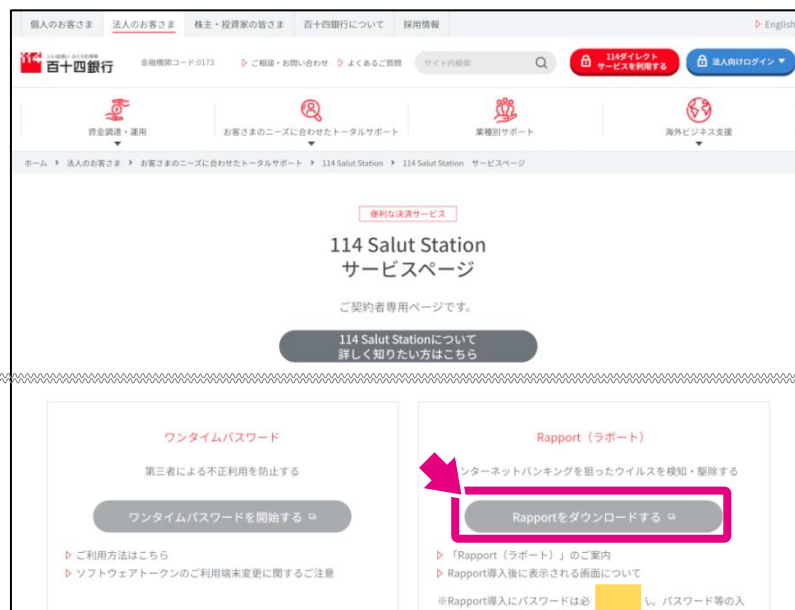 個人のお客さま 法人のお客さま 株主・投資家の皆さま 百十四銀行について 採用情報 English
114 いい出会い ふくらむ未来 百十四銀行 金融機関コード:0173 ご相談・お問い合わせ よくあるご質問 サイト内検索 114ダイレクト サービスを利用する 法人向けログイン
資金調達・運用 お客さまのニーズに合わせたトータルサポート 業種別サポート 海外ビジネス支援
ホーム 法人のお客さま お客さまのニーズに合わせたトータルサポート 114 Salut Station 114 Salut Station サービスページ
便利な決済サービス
114 Salut Station
サービスページ
ご契約者専用ページです。
114 Salut Stationについて
詳しく知りたい方はこちら
ワンタイムパスワード
第三者による不正利用を防止する
ワンタイムパスワードを開始する
ご利用方法はこちら
ソフトウェアトークンのご利用端末変更に関するご注意
Rapport（ラポート）
ンターネットバンキングを狙ったウイルスを検知・駆除する
Rapportをダウンロードする
「Rapport（ラポート）」のご案内
Rapport導入後に表示される画面について
※Rapport導入にパスワードは必 ん。パスワード等の入